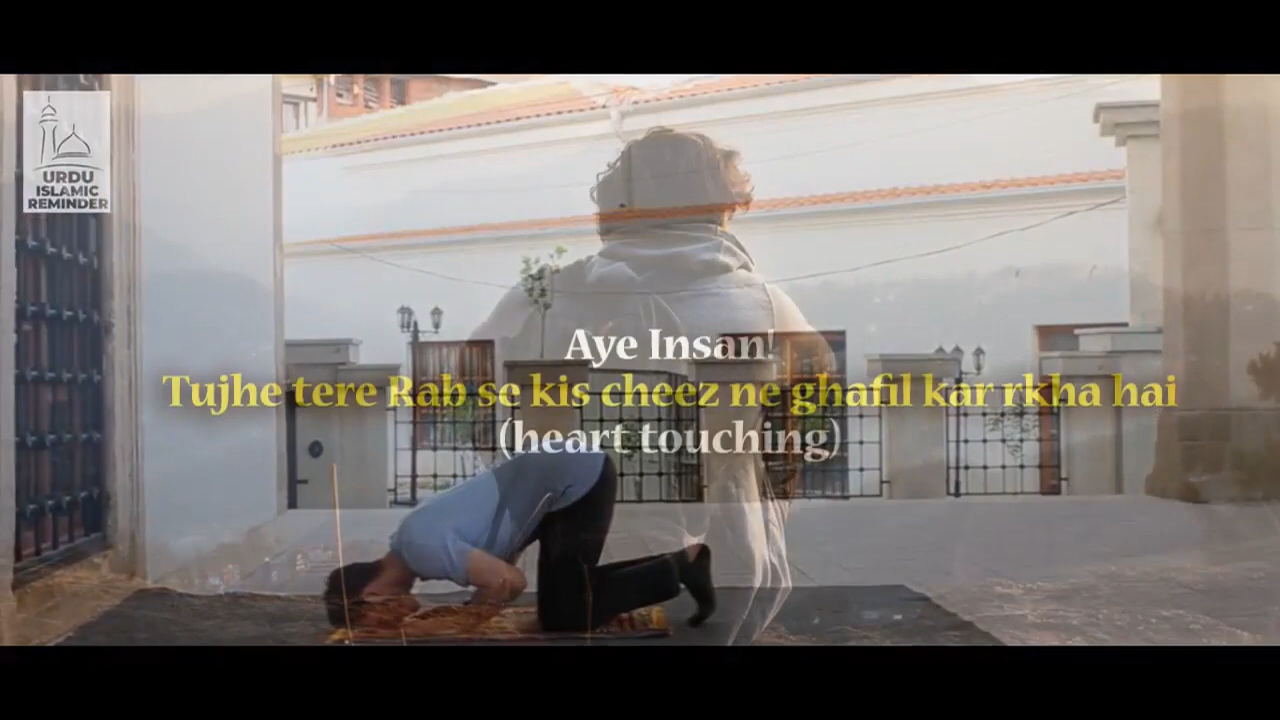 URDU
ISLAMIC
REMINDER
Aye Insan!
Tujhe tere Rab se kis cheez ne ghafil kar rkha hai
(heart touching)